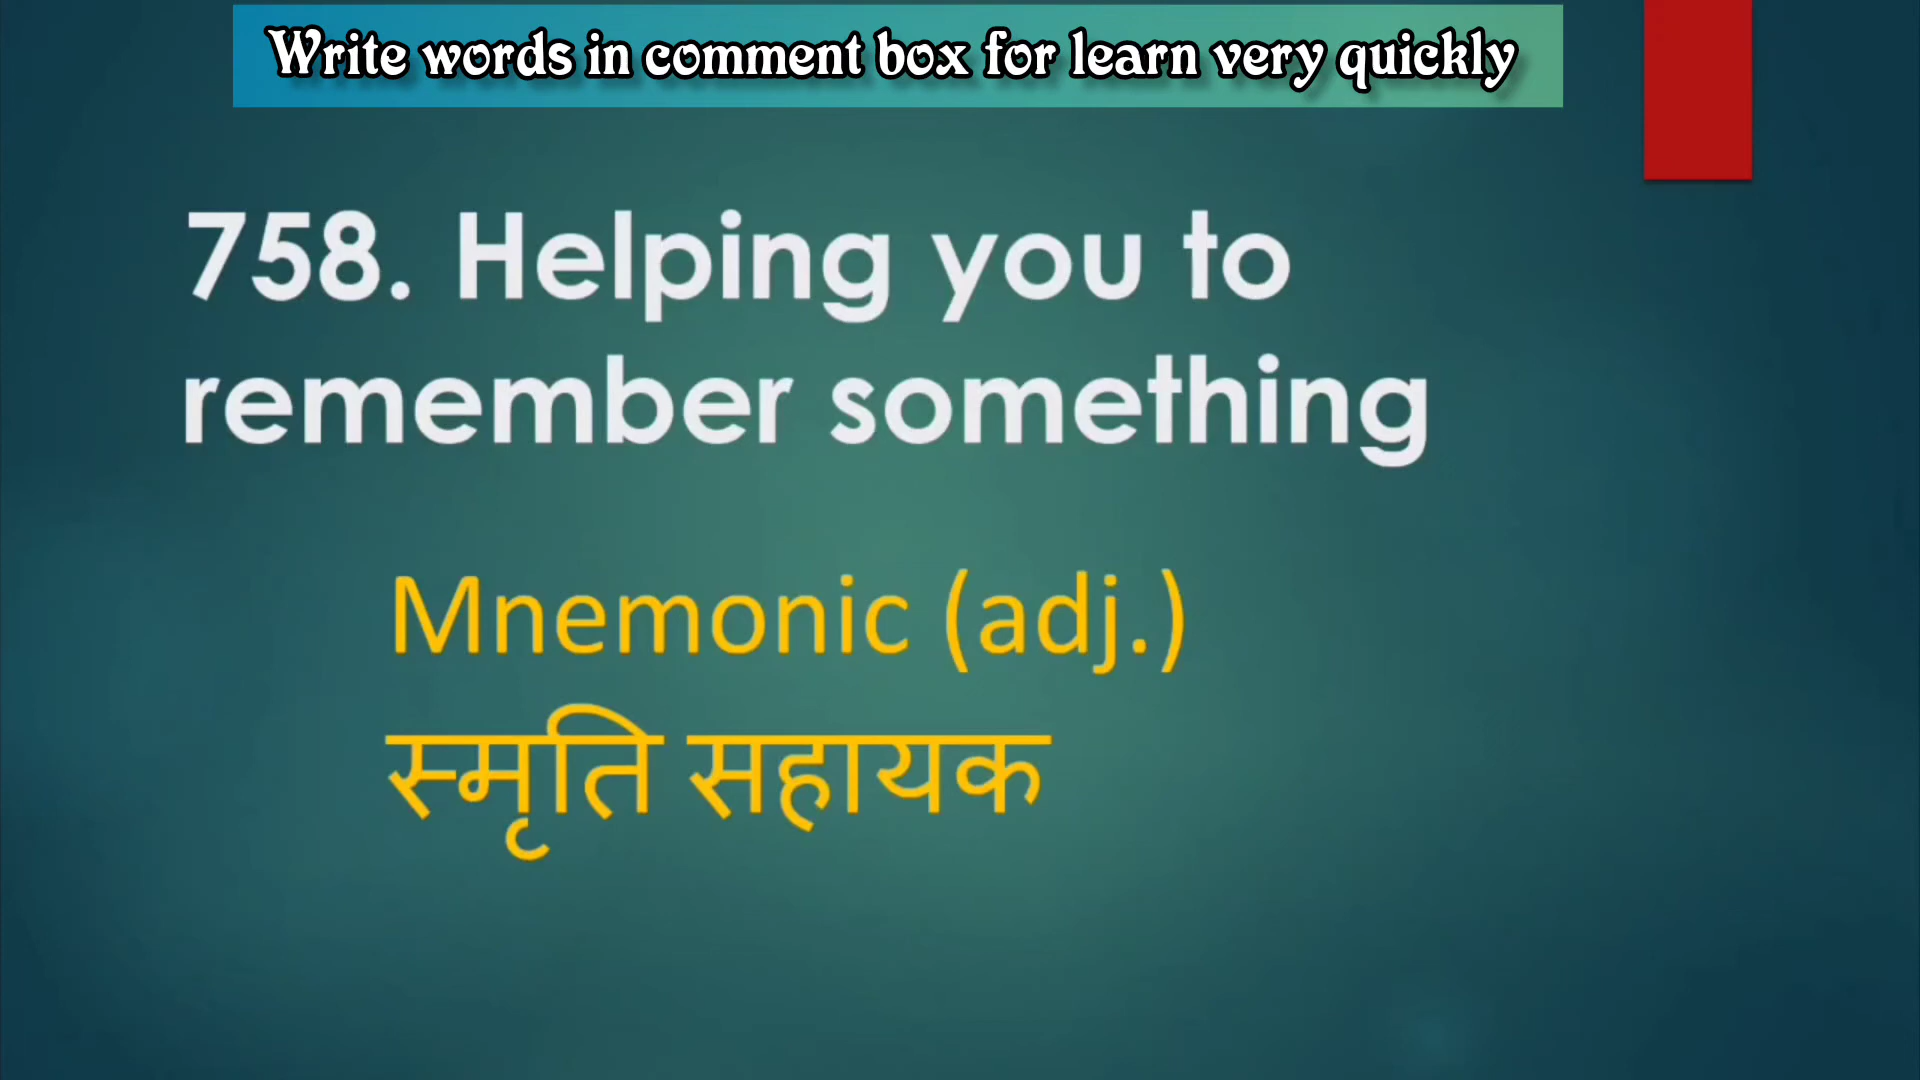 Write words in comment box for learn very quickly
758. Helping you to
remember something
Mnemonic (adj.)
स्मृति सहायक